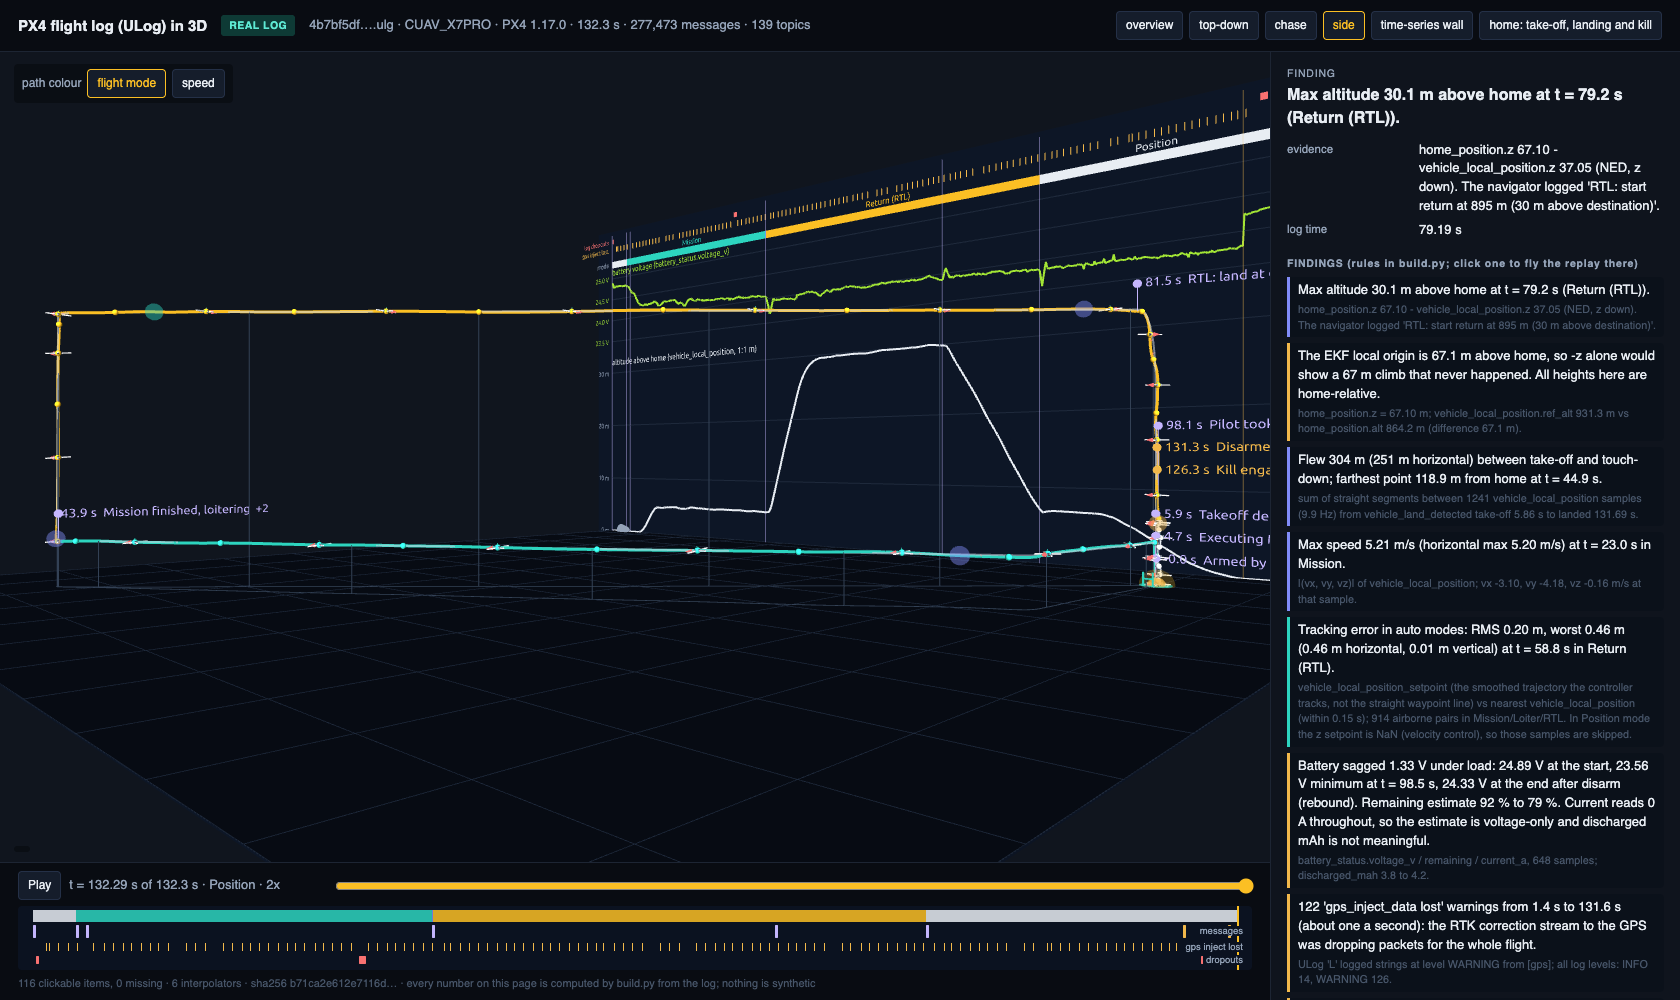 PX4 flight log (ULog) in 3D
REAL LOG
4b7bf5df….ulg · CUAV_X7PRO · PX4 1.17.0 · 132.3 s · 277,473 messages · 139 topics
overview
top-down
chase
side
time-series wall
home: take-off, landing and kill
path colour
flight mode
speed
Position
Return (RTL)
Mission
mode
battery voltage (battery_status.voltage_v)
25.0 V
24.5 V
24.0 V
23.5 V
altitude above home (vehicle_local_position, 1:1 m)
30 m
20 m
10 m
81.5 s RTL: land at
98.1 s Pilot took
131.3 s Disarme
126.3 s Kill enga
5.9 s Takeoff de
4.7 s Executing
0.0 s Armed by
43.9 s Mission finished, loitering +2
FINDING
Max altitude 30.1 m above home at t = 79.2 s
(Return (RTL)).
evidence
home_position.z 67.10 -
vehicle_local_position.z 37.05 (NED, z
down). The navigator logged 'RTL: start
return at 895 m (30 m above destination)'.
log time
79.19 s
FINDINGS (rules in build.py; click one to fly the replay there)
Max altitude 30.1 m above home at t = 79.2 s (Return (RTL)).
home_position.z 67.10 - vehicle_local_position.z 37.05 (NED, z down).
The navigator logged 'RTL: start return at 895 m (30 m above destination)'.
The EKF local origin is 67.1 m above home, so -z alone would
show a 67 m climb that never happened. All heights here are
home-relative.
home_position.z = 67.10 m; vehicle_local_position.ref_alt 931.3 m vs
home_position.alt 864.2 m (difference 67.1 m).
Flew 304 m (251 m horizontal) between take-off and touch-
down; farthest point 118.9 m from home at t = 44.9 s.
sum of straight segments between 1241 vehicle_local_position samples
(9.9 Hz) from vehicle_land_detected take-off 5.86 s to landed 131.69 s.
Max speed 5.21 m/s (horizontal max 5.20 m/s) at t = 23.0 s in
Mission.
|(vx, vy, vz)| of vehicle_local_position; vx -3.10, vy -4.18, vz -0.16 m/s at
that sample.
Tracking error in auto modes: RMS 0.20 m, worst 0.46 m
(0.46 m horizontal, 0.01 m vertical) at t = 58.8 s in Return
(RTL).
vehicle_local_position_setpoint (the smoothed trajectory the controller
tracks, not the straight waypoint line) vs nearest vehicle_local_position
(within 0.15 s); 914 airborne pairs in Mission/Loiter/RTL. In Position mode
the z setpoint is NaN (velocity control), so those samples are skipped.
Battery sagged 1.33 V under load: 24.89 V at the start, 23.56
V minimum at t = 98.5 s, 24.33 V at the end after disarm
(rebound). Remaining estimate 92 % to 79 %. Current reads 0
A throughout, so the estimate is voltage-only and discharged
mAh is not meaningful.
battery_status.voltage_v / remaining / current_a, 648 samples;
discharged_mah 3.8 to 4.2.
122 'gps_inject_data lost' warnings from 1.4 s to 131.6 s
(about one a second): the RTK correction stream to the GPS
was dropping packets for the whole flight.
ULog 'L' logged strings at level WARNING from [gps]; all log levels: INFO
14, WARNING 126.
Play
t = 132.29 s of 132.3 s · Position · 2x
messages
gps inject lost
dropouts
116 clickable items, 0 missing · 6 interpolators · sha256 b71ca2e612e7116d… · every number on this page is computed by build.py from the log; nothing is synthetic